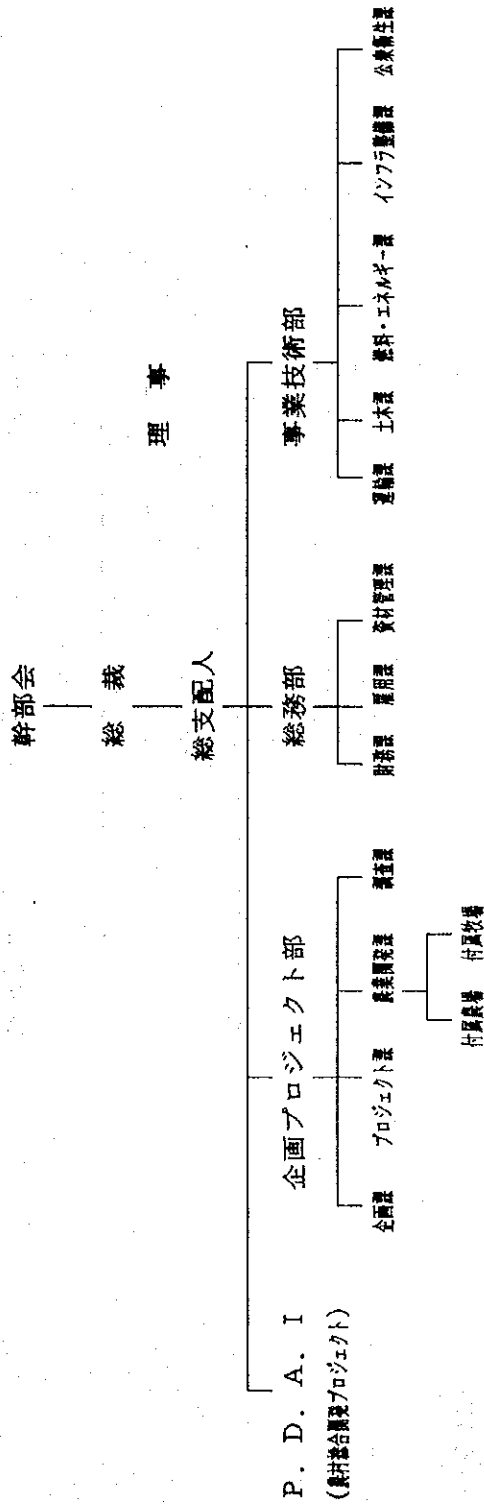 幹部会
総裁
理事
総支配人
P. D. A. I
(農村総合開発プロジェクト)
企画プロジェクト部
総務部
事業技術部
企画課
プロジェクト課
農業開発課
調査課
財務課
雇用課
資材管理課
運輸課
土木課
燃料・エネルギー課
インフラ整備課
公衆衛生課
付属農場
付属牧場